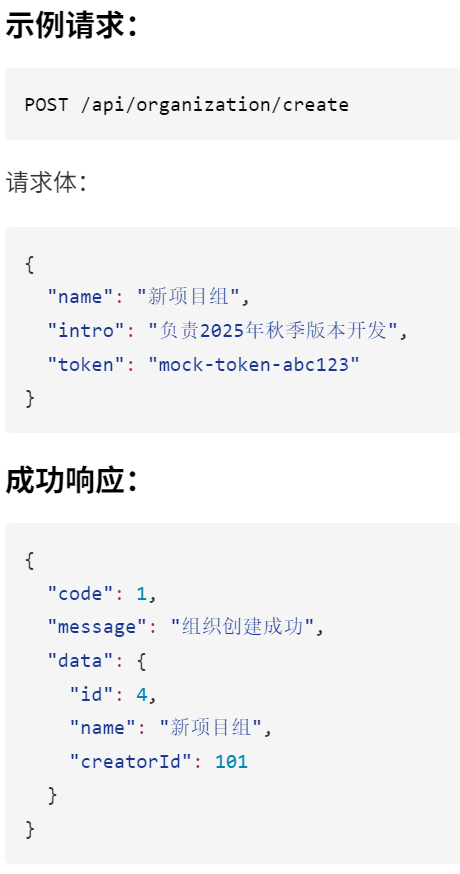 示例请求：
POST /api/organization/create
请求体：
{
  "name": "新项目组",
  "intro": "负责2025年秋季版本开发",
  "token": "mock-token-abc123"
}
成功响应：
{
  "code": 1,
  "message": "组织创建成功",
  "data": {
    "id": 4,
    "name": "新项目组",
    "creatorId": 101
  }
}